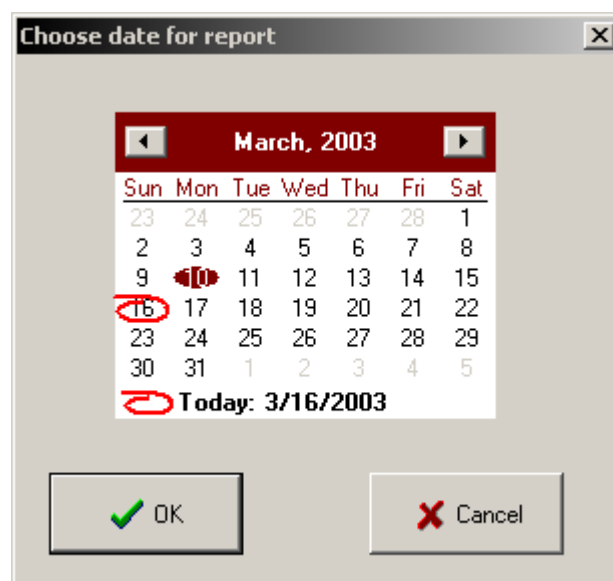 Choose date for report
March, 2003
Sun Mon Tue Wed Thu Fri Sat
23 24 25 26 27 28 1
2 3 4 5 6 7 8
9 10 11 12 13 14 15
16 17 18 19 20 21 22
23 24 25 26 27 28 29
30 31 1 2 3 4 5
Today: 3/16/2003
OK Cancel